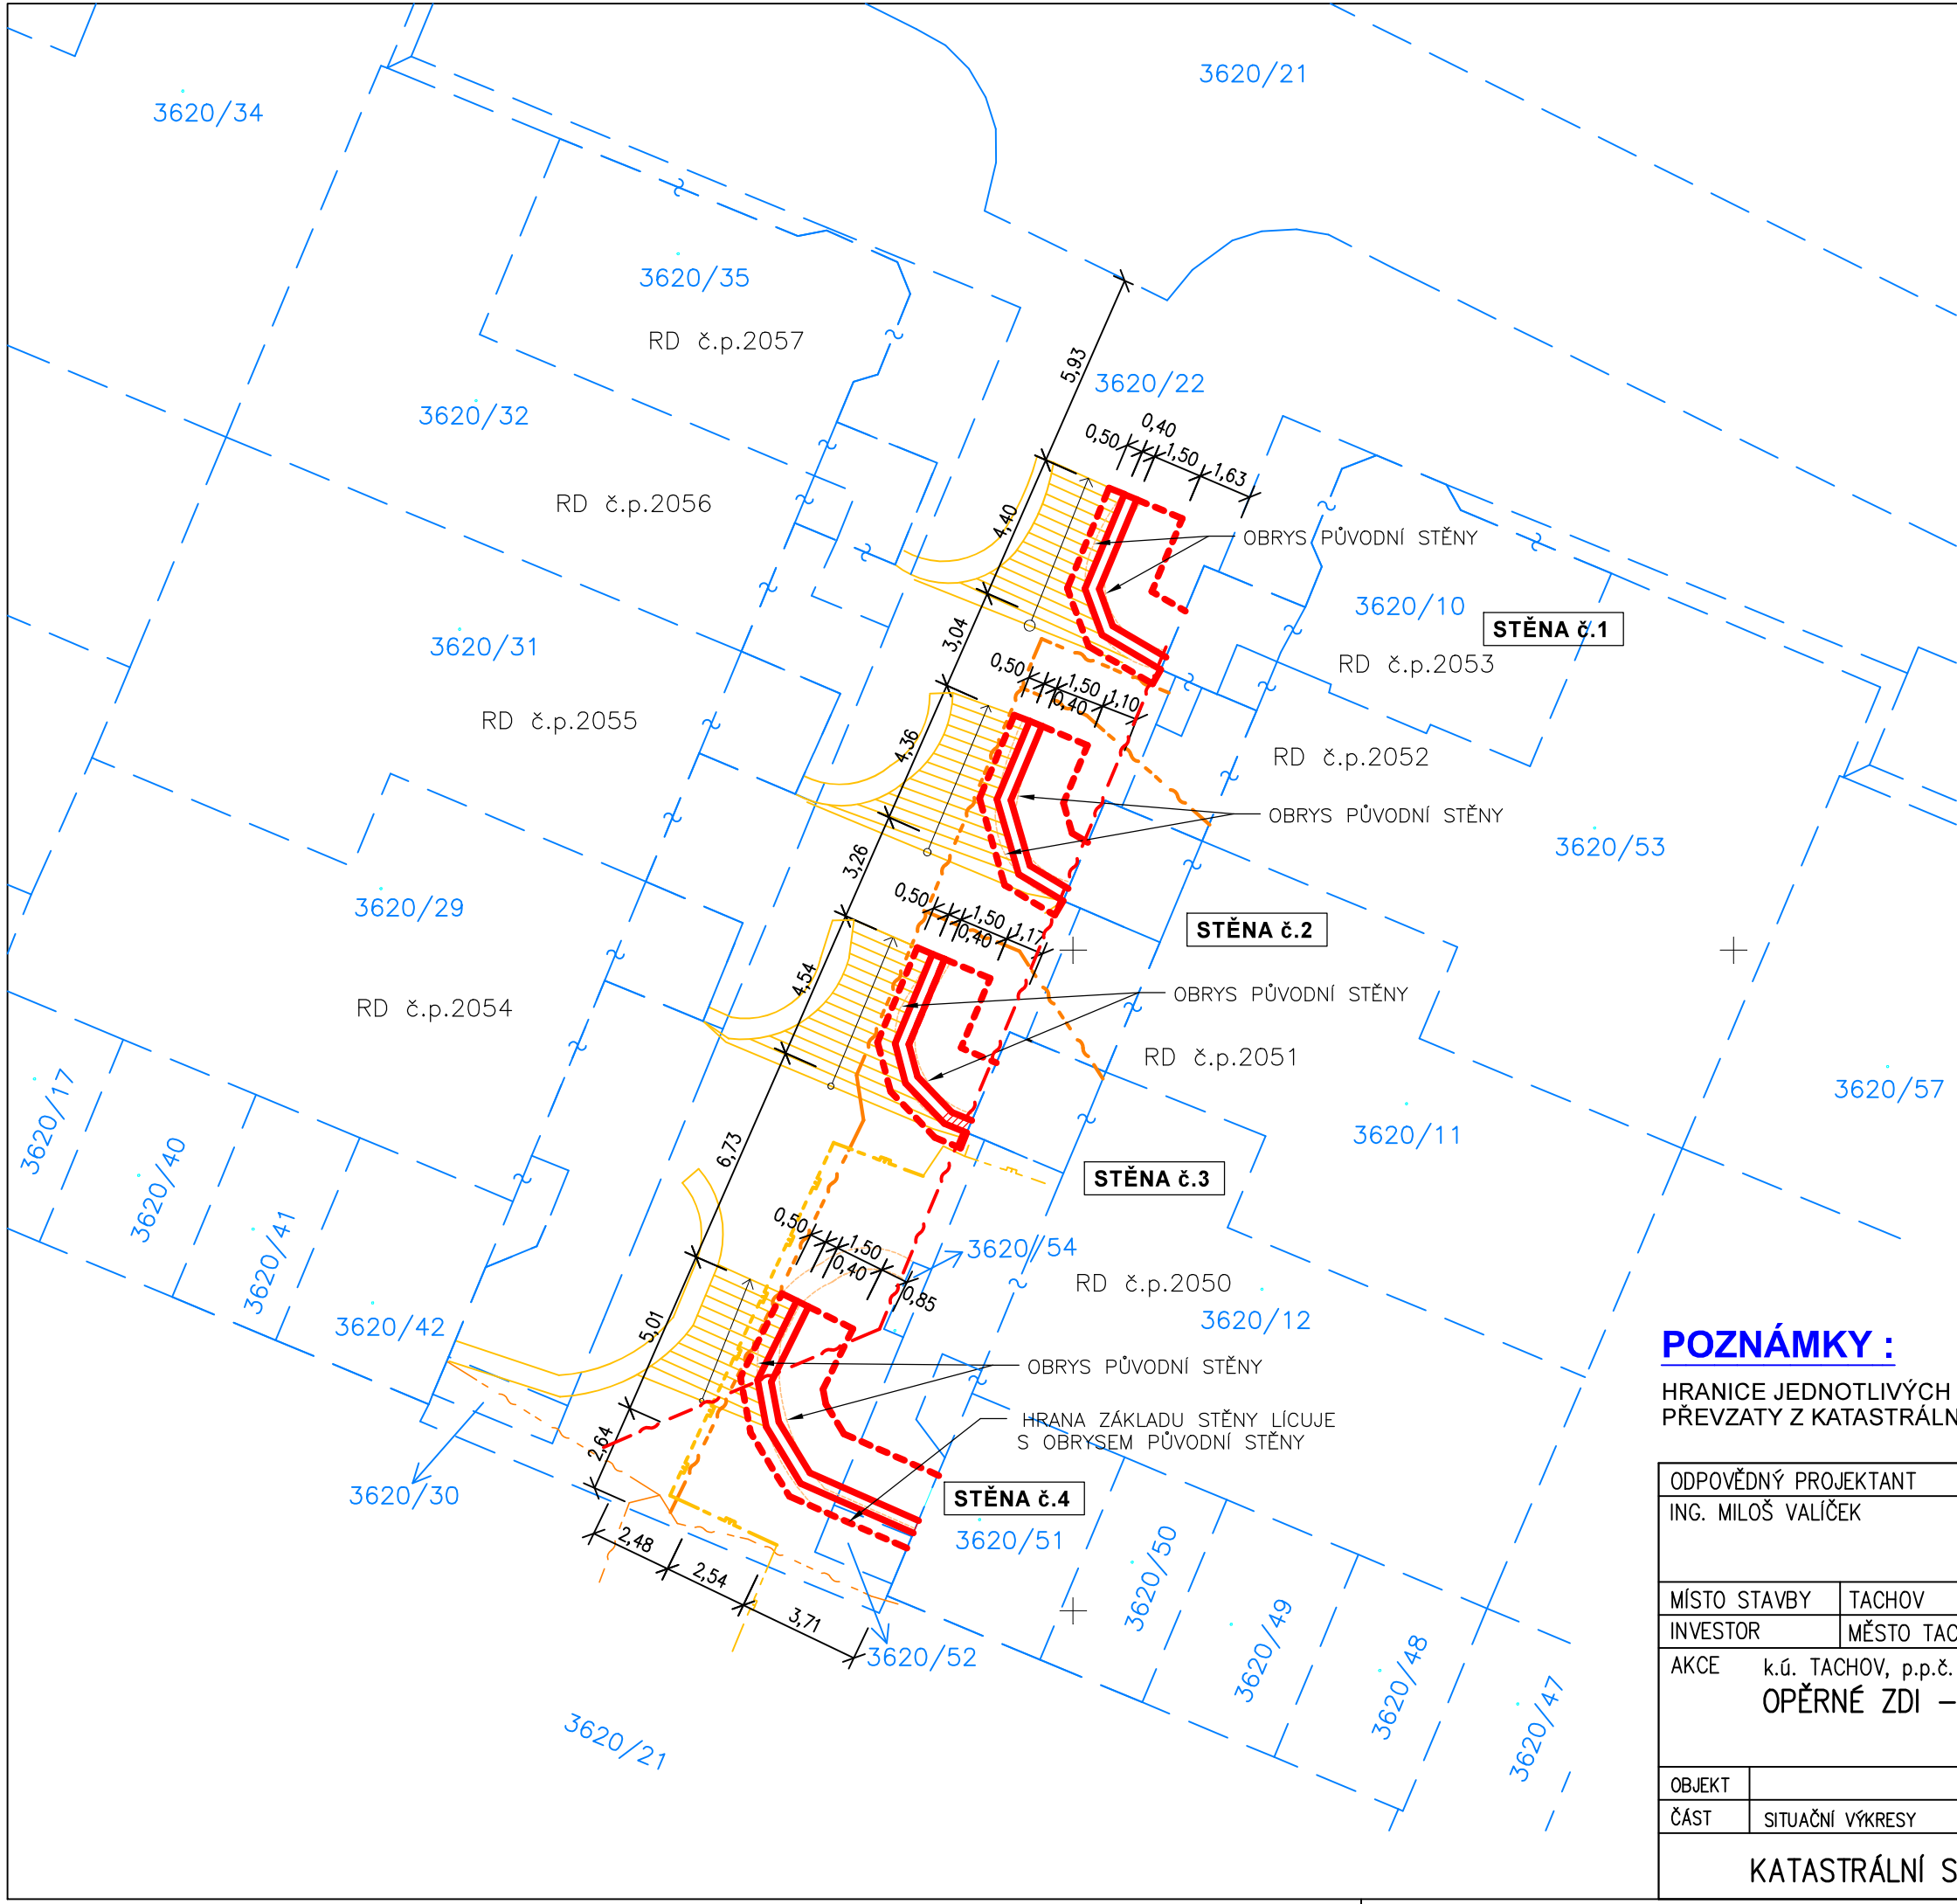 3620/21
3620/34
3620/35
RD č.p.2057
3620/22
5,93
3620/32
0,40
0,50
1,50
1,63
RD č.p.2056
4,40
OBRYS PŮVODNÍ STĚNY
3620/10
STĚNA č.1
3620/31
3,04
RD č.p.2053
0,50
1,50
1,10
0,40
RD č.p.2055
4,36
RD č.p.2052
OBRYS PŮVODNÍ STĚNY
3620/53
3,26
3620/29
0,50
1,50
1,17
0,40
STĚNA č.2
4,54
OBRYS PŮVODNÍ STĚNY
RD č.p.2054
RD č.p.2051
3620/57
3620/17
3620/40
3620/41
3620/11
6,73
STĚNA č.3
0,50
1,50
0,40
0,85
3620/54
RD č.p.2050
3620/12
3620/42
5,01
OBRYS PŮVODNÍ STĚNY
HRANA ZÁKLADU STĚNY LÍCUJE
S OBRYSEM PŮVODNÍ STĚNY
2,64
3620/30
STĚNA č.4
3620/51
3620/50
3620/49
3620/48
3620/47
2,48
2,54
3,71
3620/52
3620/21
POZNÁMKY :
HRANICE JEDNOTLIVÝCH
PŘEVZATY Z KATASTRÁLN
ODPOVĚDNÝ PROJEKTANT
ING. MILOŠ VALÍČEK
MÍSTO STAVBY TACHOV
INVESTOR MĚSTO TAC
AKCE k.ú. TACHOV, p.p.č.
OPĚRNÉ ZDI –
OBJEKT
ČÁST SITUAČNÍ VÝKRESY
KATASTRÁLNÍ S